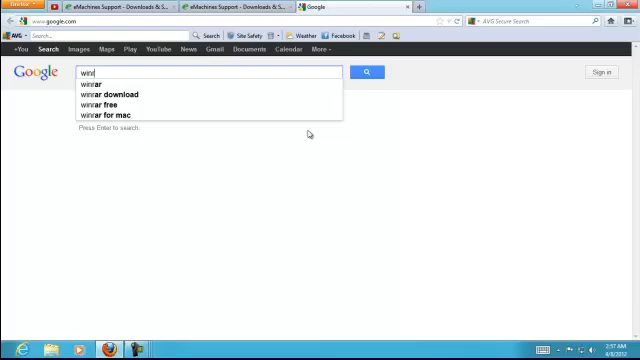 Firefox
eMachines Support - Downloads & S...
eMachines Support - Downloads & S...
Google
www.google.com
AVG Secure Search
AVG
Search...
Search
Site Safety
Weather
Facebook
+You Search Images Maps Play YouTube News Gmail Documents Calendar More
Google
winr
Sign in
winrar
winrar download
winrar free
winrar for mac
Press Enter to search.
3:57 AM
4/8/2012